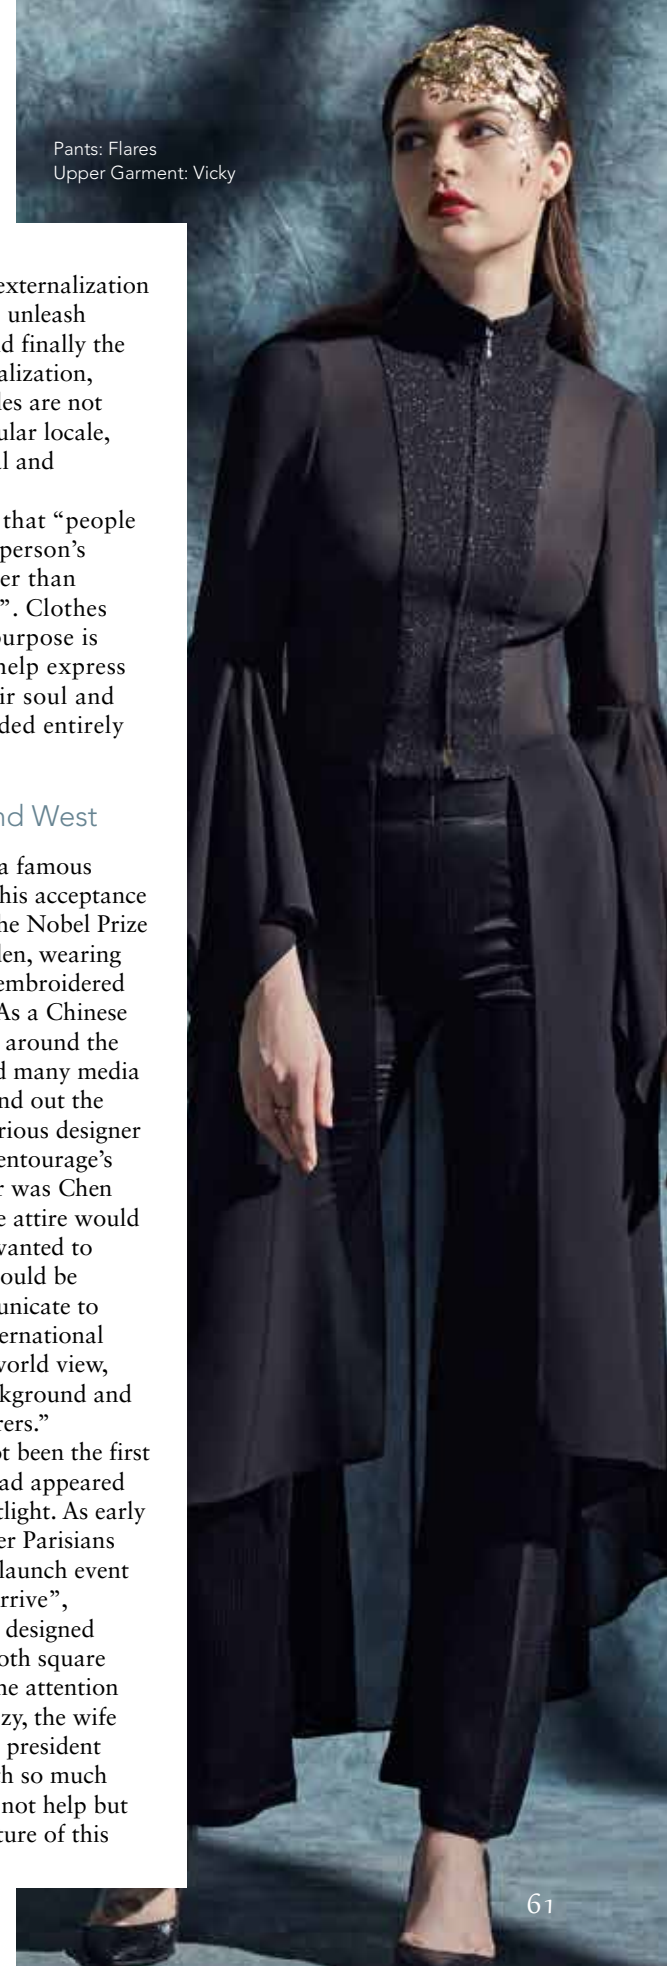 Pants: Flares
Upper Garment: Vicky
externalization
unleash
d finally the
alization,
les are not
ular locale,
l and
that “people
person’s
er than
”. Clothes
purpose is
help express
ir soul and
ded entirely
nd West
a famous
his acceptance
he Nobel Prize
len, wearing
embroidered
As a Chinese
around the
d many media
nd out the
rious designer
entourage’s
r was Chen
e attire would
wanted to
ould be
unicate to
ernational
world view,
kground and
rers.”
ot been the first
ad appeared
tlight. As early
er Parisians
launch event
rrive”,
designed
oth square
he attention
zy, the wife
president
h so much
not help but
ture of this
61